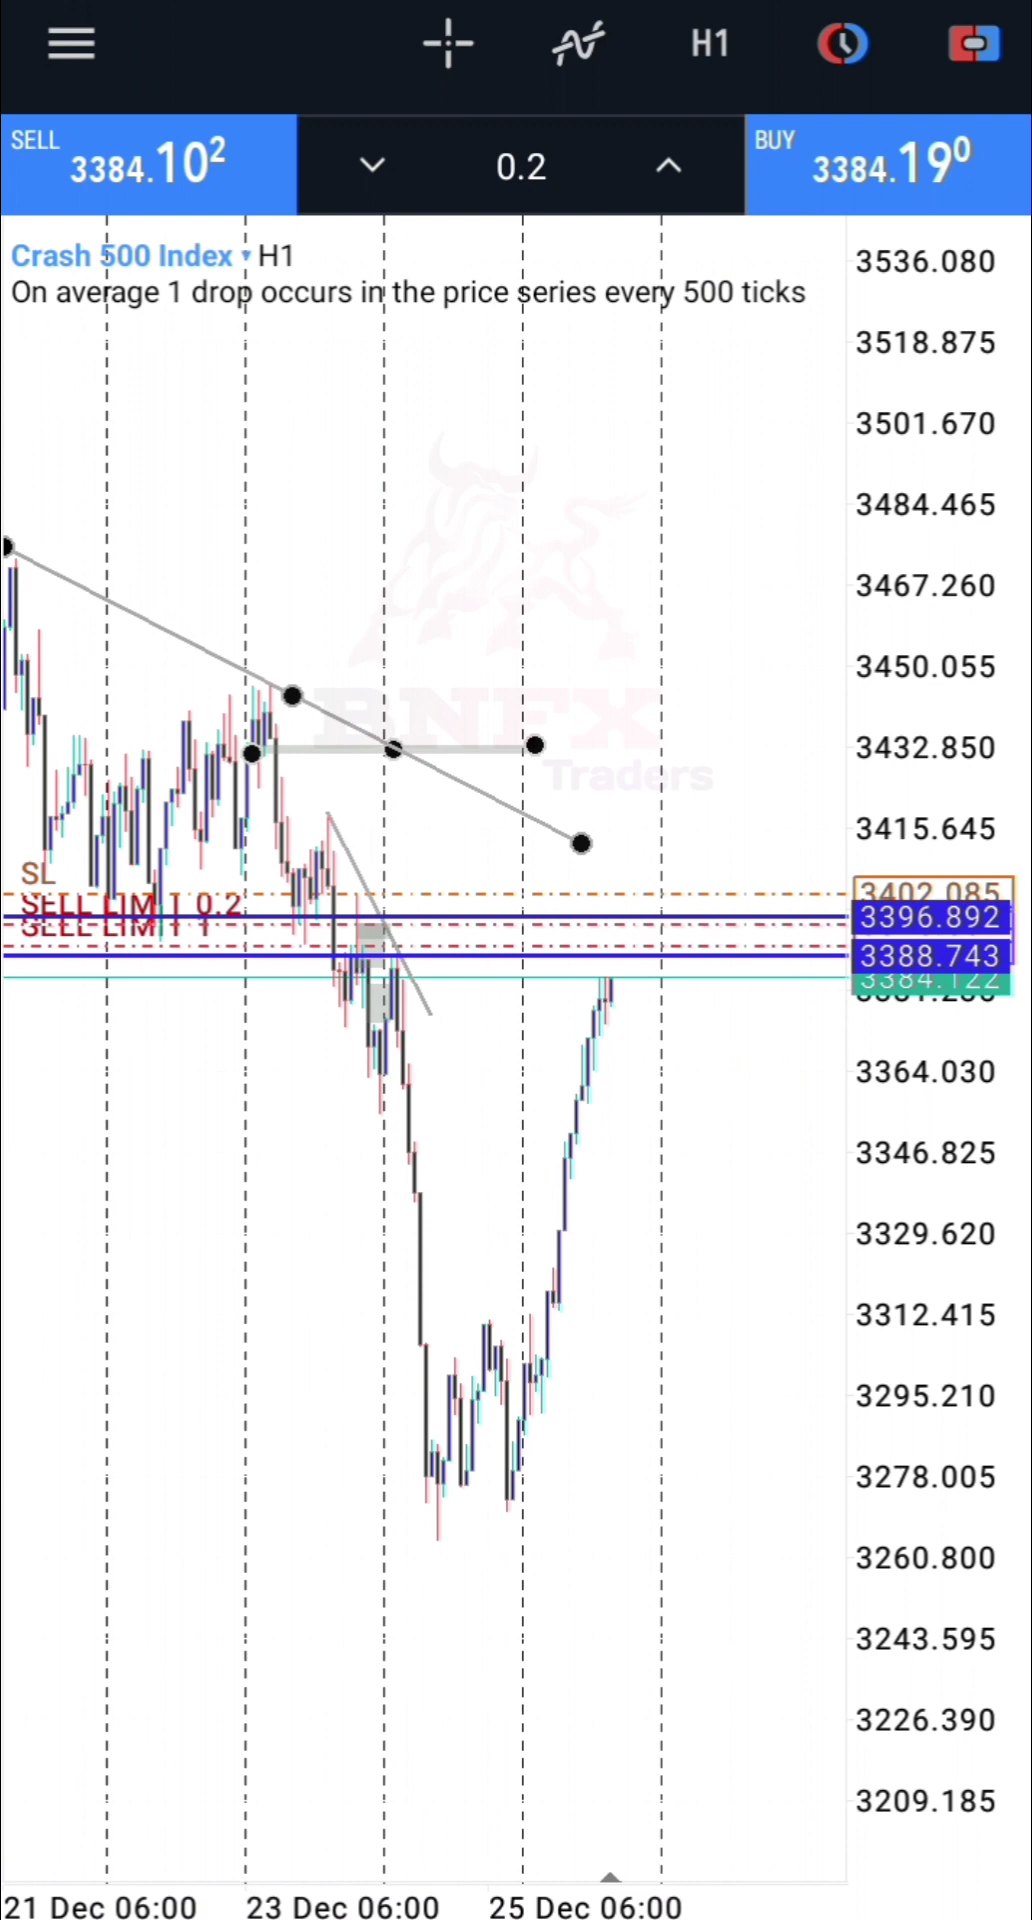 H1
SELL
3384.10²
0.2
BUY
3384.19⁰
Crash 500 Index ▾ H1
On average 1 drop occurs in the price series every 500 ticks
3536.080
3518.875
3501.670
3484.465
3467.260
3450.055
BNFX
3432.850
Traders
3415.645
SL
3402.085
SELL LIMIT 0.2
3396.892
SELL LIMIT 1
3388.743
3384.122
3364.030
3346.825
3329.620
3312.415
3295.210
3278.005
3260.800
3243.595
3226.390
3209.185
21 Dec 06:00 23 Dec 06:00 25 Dec 06:00